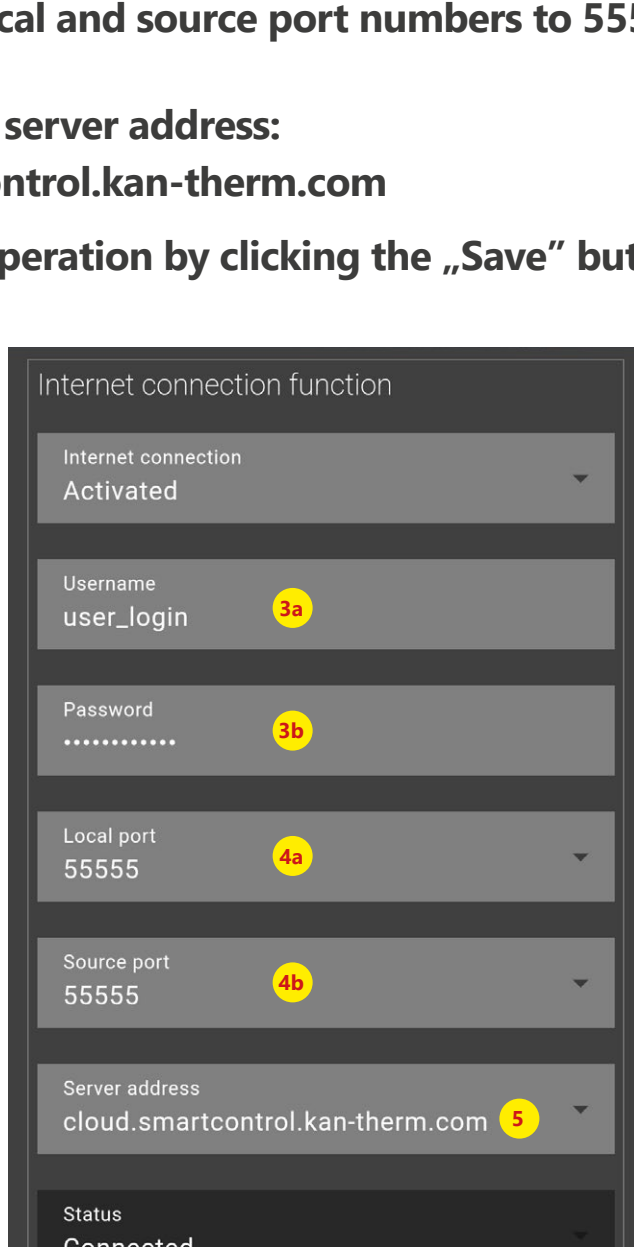 cal and source port numbers to 555
server address:
ontrol.kan-therm.com
peration by clicking the „Save” but
Internet connection function
Internet connection
Activated
Username
user_login
3a
Password
••••••••••••
3b
Local port
55555
4a
Source port
55555
4b
Server address
cloud.smartcontrol.kan-therm.com
5
Status
Connected